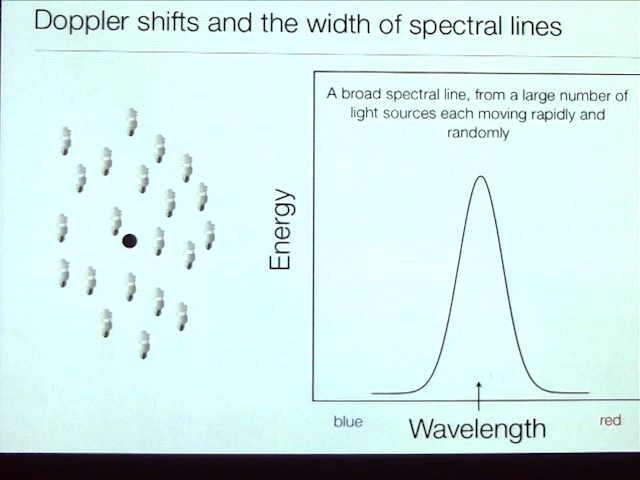 Doppler shifts and the width of spectral lines
A broad spectral line, from a large number of
light sources each moving rapidly and
randomly
Energy
blue
Wavelength
red